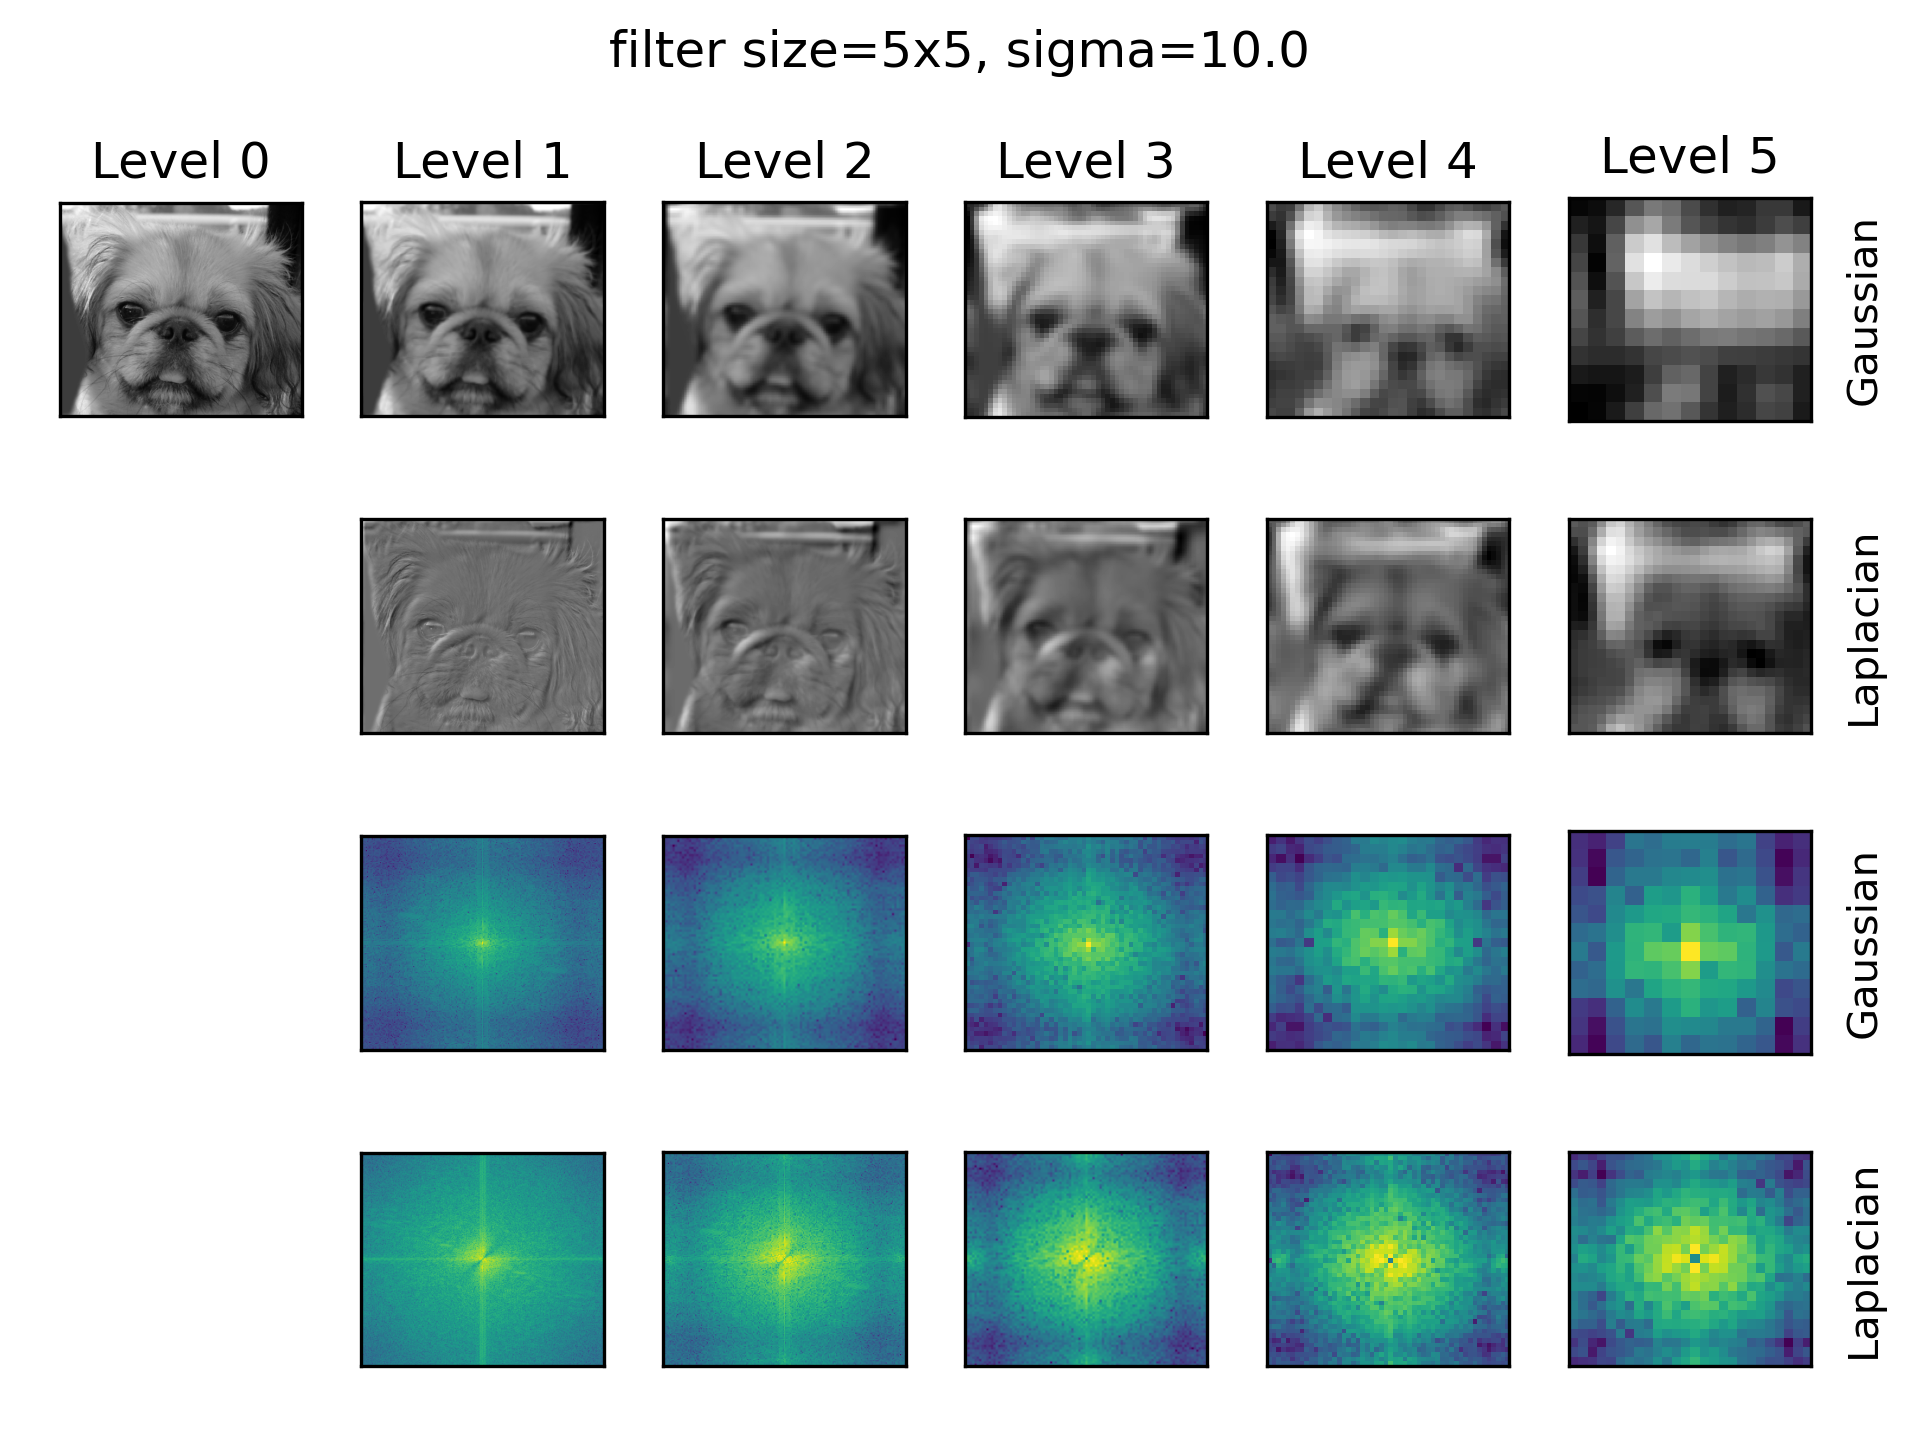 filter size=5x5, sigma=10.0
Level 0
Level 1
Level 2
Level 3
Level 4
Level 5
Gaussian
Laplacian
Gaussian
Laplacian